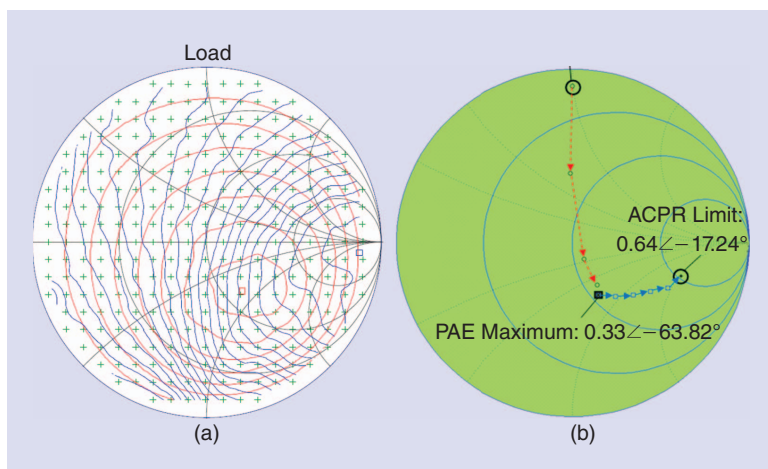 Load
ACPR Limit:
0.64∠−17.24°
PAE Maximum: 0.33∠−63.82°
(a)
(b)